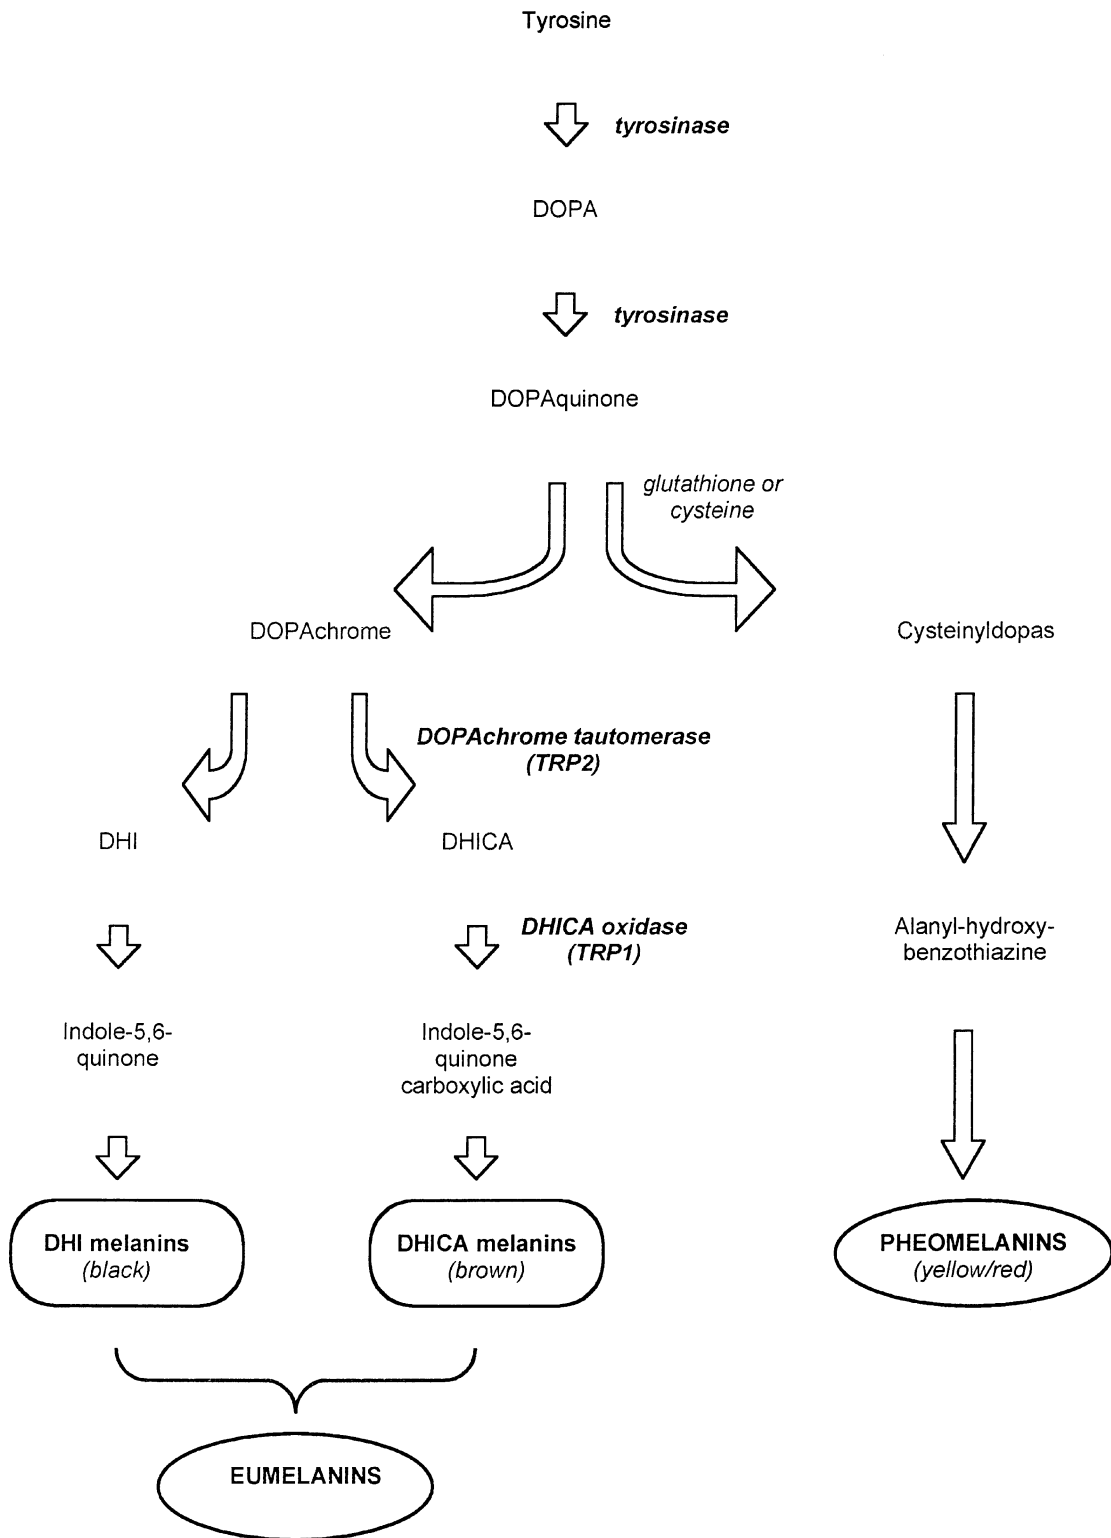 Tyrosine
tyrosinase
DOPA
tyrosinase
DOPAquinone
glutathione or
cysteine
DOPAchrome
Cysteinyldopas
DOPAchrome tautomerase
(TRP2)
DHI
DHICA
DHICA oxidase
(TRP1)
Alanyl-hydroxy-
benzothiazine
Indole-5,6-
quinone
Indole-5,6-
quinone
carboxylic acid
DHI melanins
(black)
DHICA melanins
(brown)
PHEOMELANINS
(yellow/red)
EUMELANINS